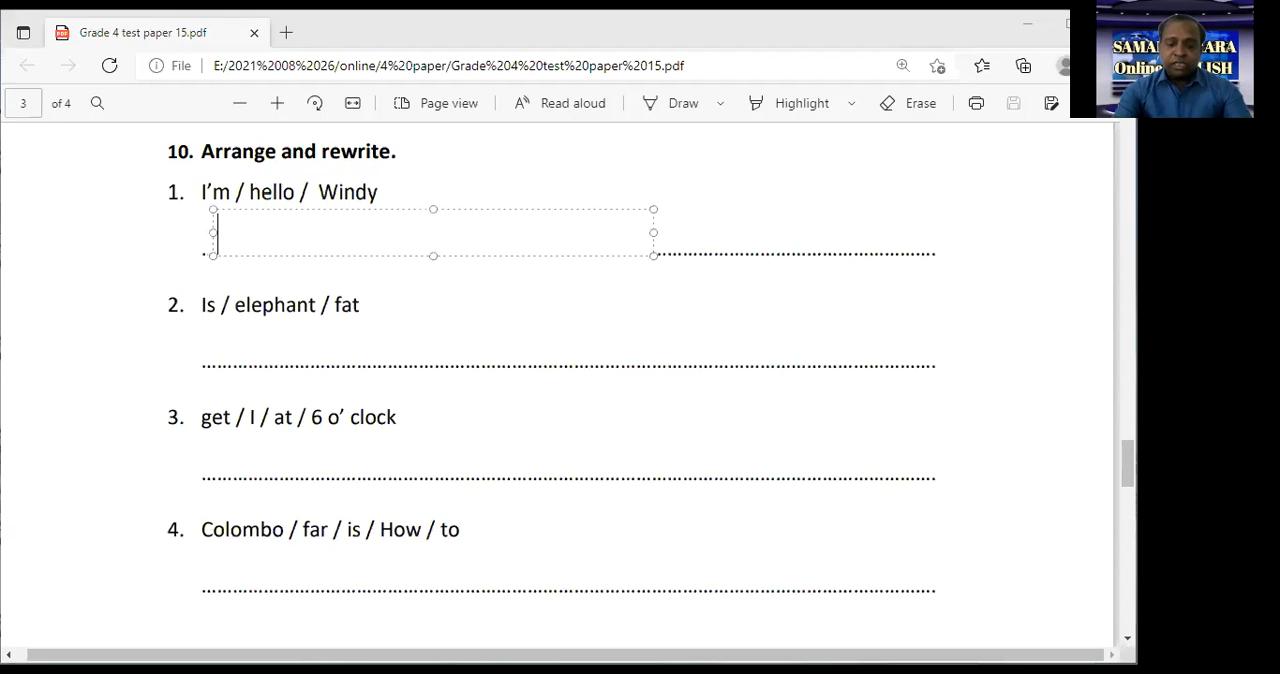 Grade 4 test paper 15.pdf
File E:/2021%2008%2026/online/4%20paper/Grade%204%20test%20paper%2015.pdf
3 of 4 Page view Read aloud Draw Highlight Erase
10. Arrange and rewrite.
1. I'm / hello / Windy
2. Is / elephant / fat
3. get / I / at / 6 o' clock
4. Colombo / far / is / How / to
Online